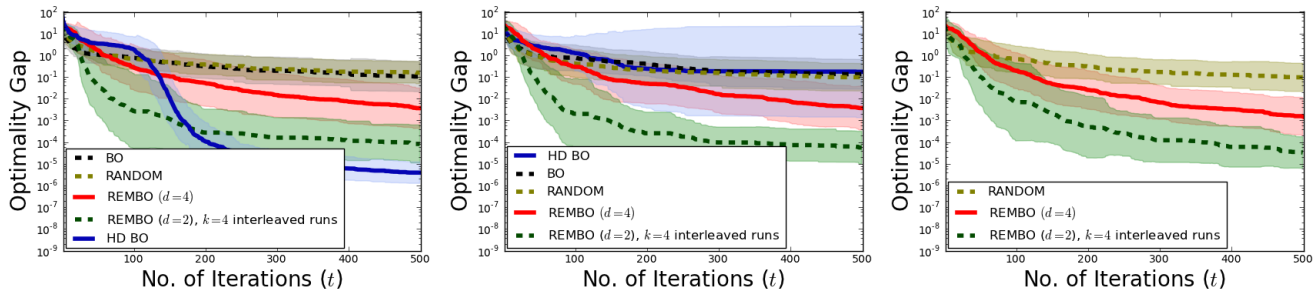 Optimality Gap
10^2
10^1
10^0
10^-1
10^-2
10^-3
10^-4
10^-5
10^-6
10^-7
10^-8
10^-9
BO
RANDOM
REMBO (d=4)
REMBO (d=2), k=4 interleaved runs
HD BO
100 200 300 400 500
No. of Iterations (t)
Optimality Gap
10^2
10^1
10^0
10^-1
10^-2
10^-3
10^-4
10^-5
10^-6
10^-7
10^-8
10^-9
HD BO
BO
RANDOM
REMBO (d=4)
REMBO (d=2), k=4 interleaved runs
100 200 300 400 500
No. of Iterations (t)
Optimality Gap
10^2
10^1
10^0
10^-1
10^-2
10^-3
10^-4
10^-5
10^-6
10^-7
10^-8
10^-9
RANDOM
REMBO (d=4)
REMBO (d=2), k=4 interleaved runs
100 200 300 400 500
No. of Iterations (t)